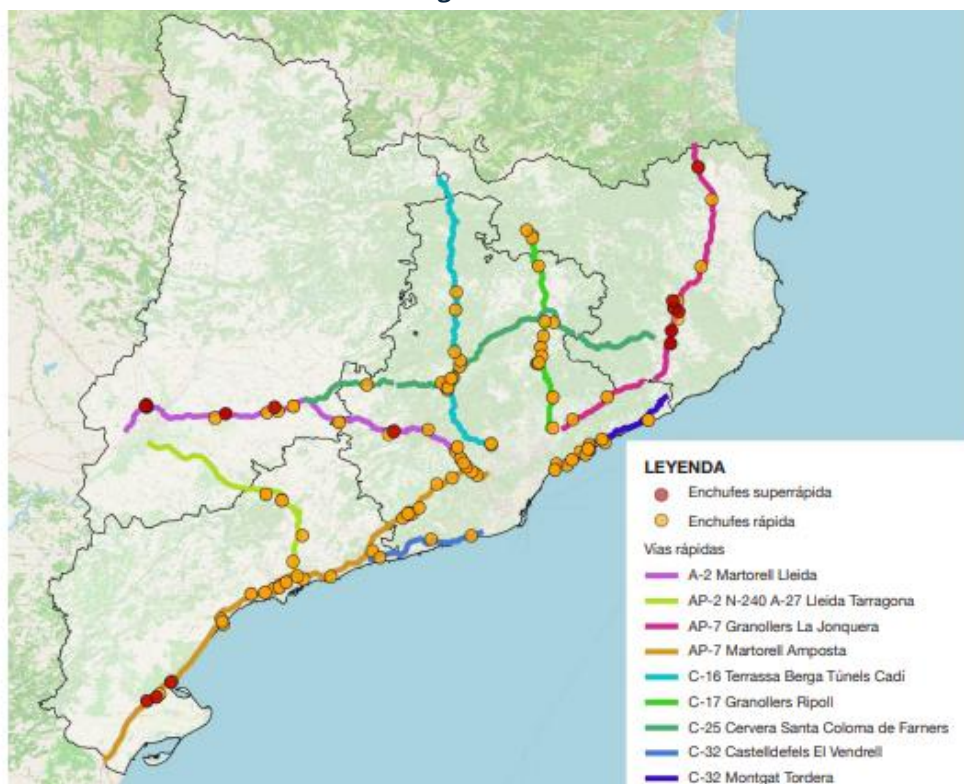 LEYENDA
Enchufes superrápida
Enchufes rápida
Vías rápidas
A-2 Martorell Lleida
AP-2 N-240 A-27 Lleida Tarragona
AP-7 Granollers La Jonquera
AP-7 Martorell Amposta
C-16 Terrassa Berga Túnels Cadí
C-17 Granollers Ripoll
C-25 Cervera Santa Coloma de Farners
C-32 Castelldefels El Vendrell
C-32 Montgat Tordera